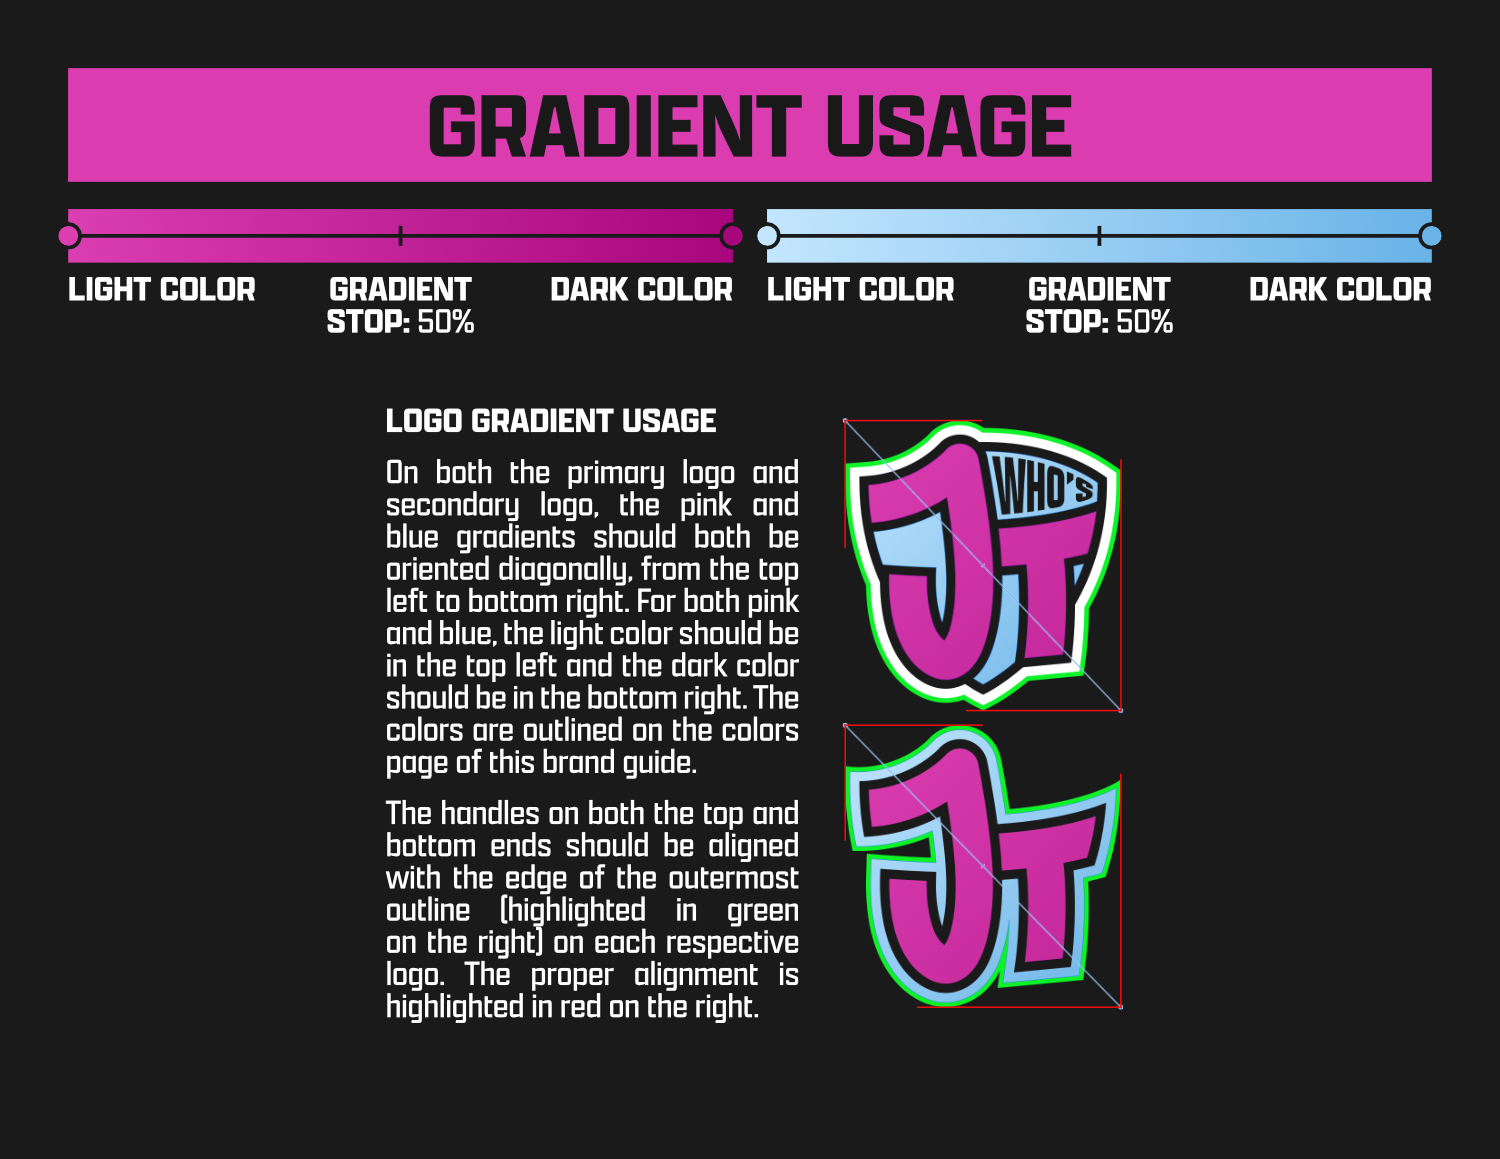 GRADIENT USAGE
LIGHT COLOR
GRADIENT
STOP: 50%
DARK COLOR
LIGHT COLOR
GRADIENT
STOP: 50%
DARK COLOR
LOGO GRADIENT USAGE
On both the primary logo and
secondary logo, the pink and
blue gradients should both be
oriented diagonally, from the top
left to bottom right. For both pink
and blue, the light color should be
in the top left and the dark color
should be in the bottom right. The
colors are outlined on the colors
page of this brand guide.
The handles on both the top and
bottom ends should be aligned
with the edge of the outermost
outline (highlighted in green
on the right) on each respective
logo. The proper alignment is
highlighted in red on the right.
WHO'S
JT
JT